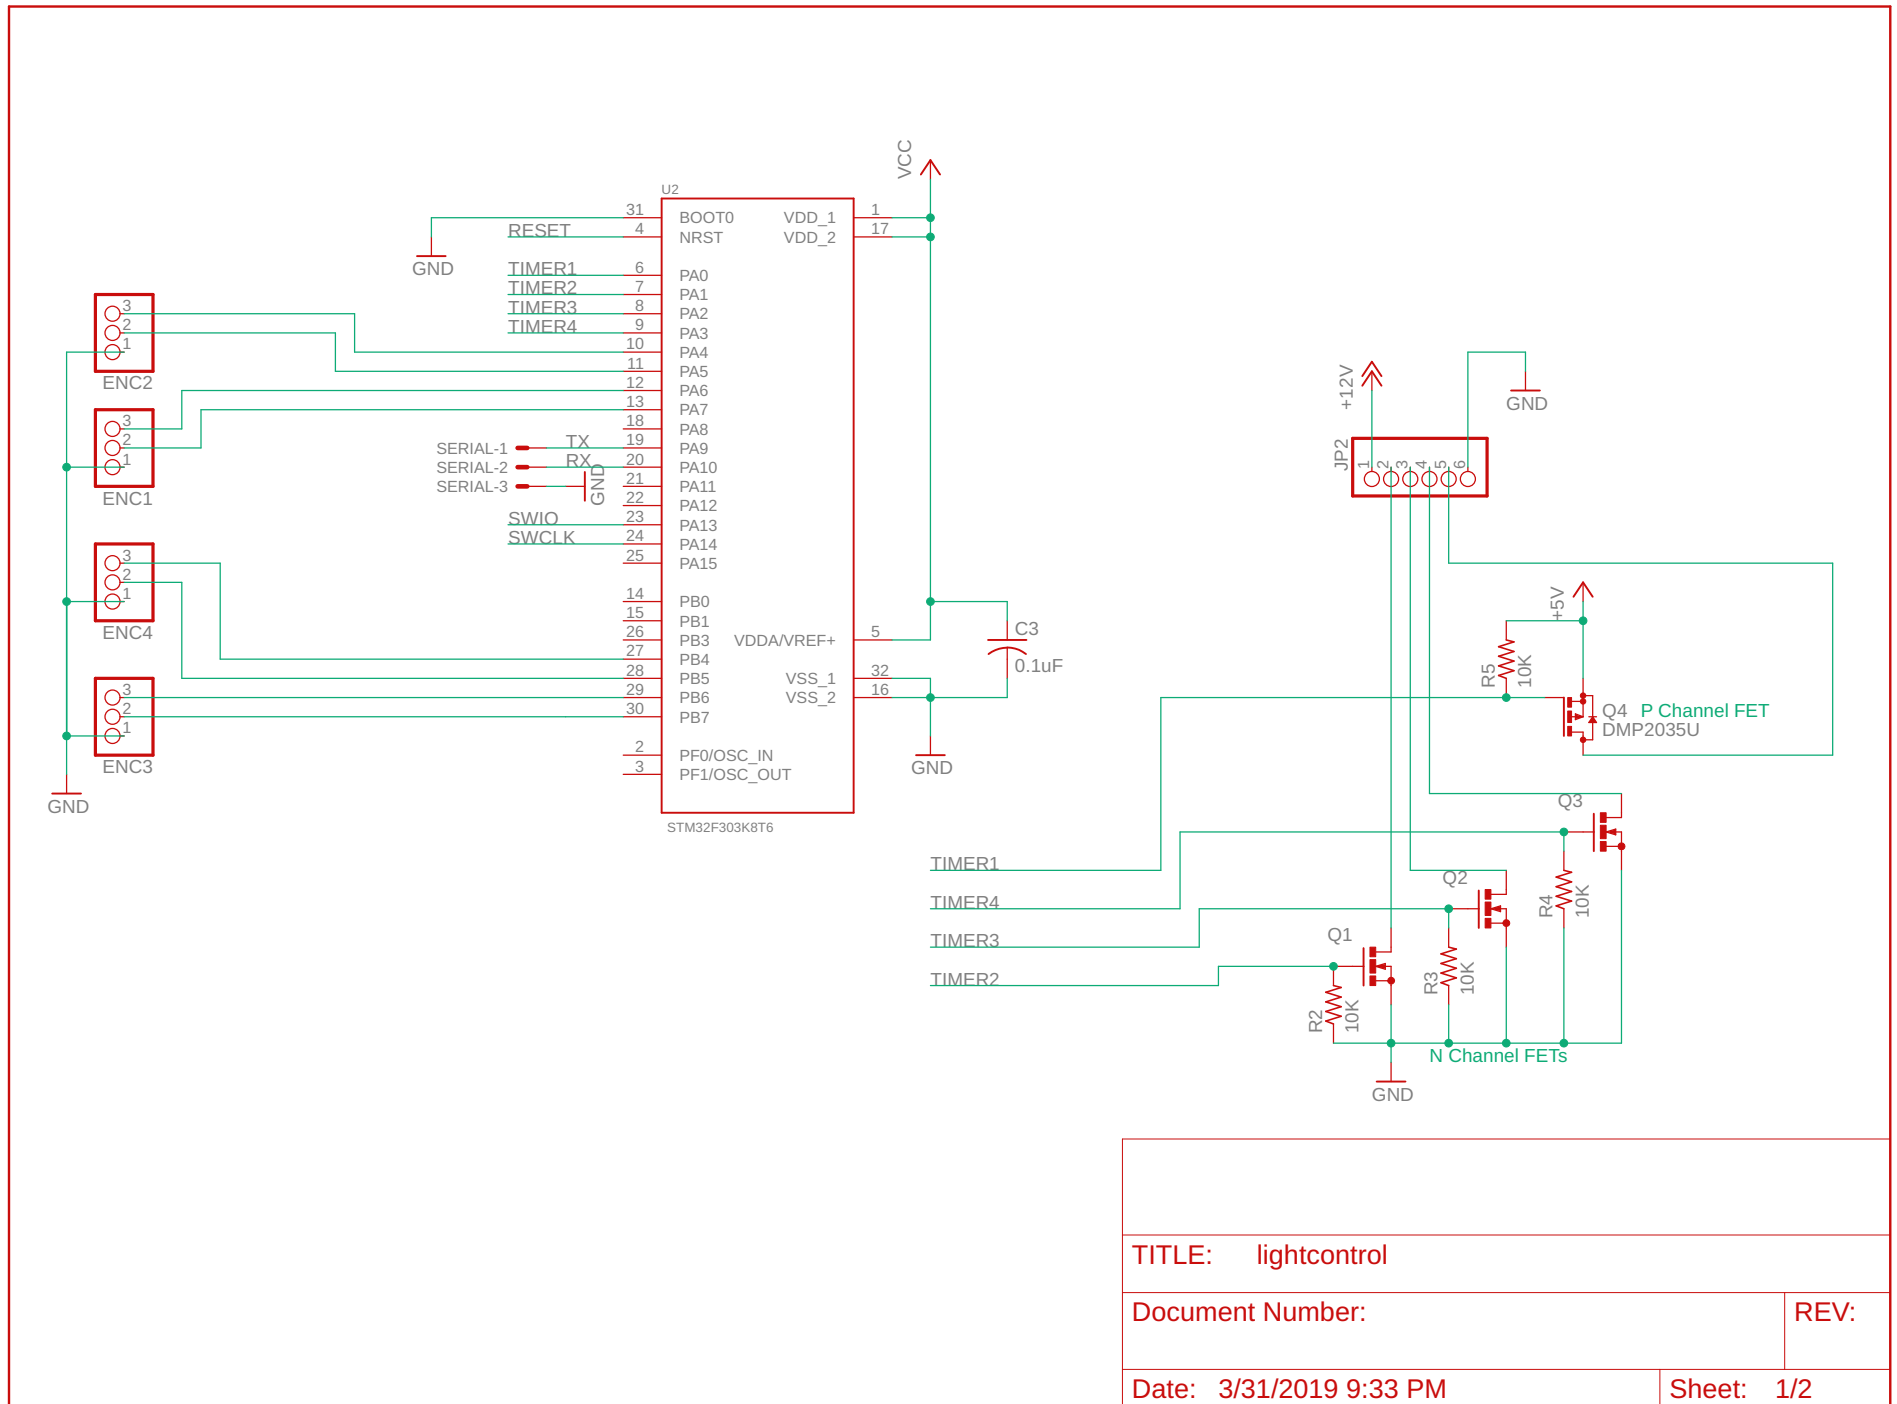 VCC
U2
31 BOOT0 VDD_1 1
RESET 4 NRST VDD_2 17
GND
TIMER1 6 PA0
TIMER2 7 PA1
TIMER3 8 PA2
TIMER4 9 PA3
10 PA4
11 PA5
12 PA6
13 PA7
18 PA8
SERIAL-1 TX 19 PA9
SERIAL-2 RX 20 PA10
SERIAL-3 GND 21 PA11
22 PA12
SWIO 23 PA13
SWCLK 24 PA14
25 PA15
14 PB0
15 PB1
26 PB3 VDDA/VREF+ 5
27 PB4
28 PB5 VSS_1 32
29 PB6 VSS_2 16
30 PB7
2 PF0/OSC_IN
3 PF1/OSC_OUT
STM32F303K8T6
3
2
1
ENC2
3
2
1
ENC1
3
2
1
ENC4
3
2
1
ENC3
GND
C3
0.1uF
GND
+12V
GND
JP2
1 2 3 4 5 6
+5V
R5
10K
Q4 P Channel FET
DMP2035U
Q3
TIMER1
Q2
R4
10K
TIMER4
Q1
TIMER3
R3
10K
TIMER2
R2
10K
N Channel FETs
GND
TITLE: lightcontrol
Document Number: REV:
Date: 3/31/2019 9:33 PM Sheet: 1/2